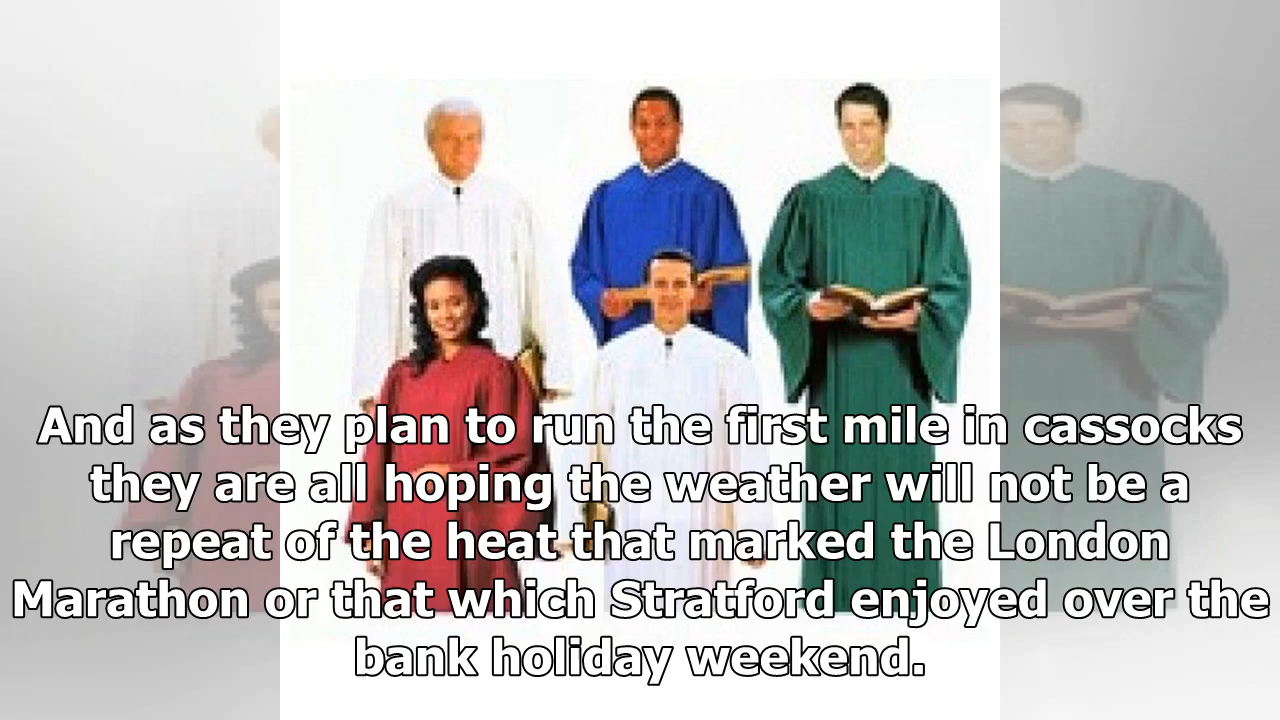 And as they plan to run the first mile in cassocks
they are all hoping the weather will not be a
repeat of the heat that marked the London
Marathon or that which Stratford enjoyed over the
bank holiday weekend.